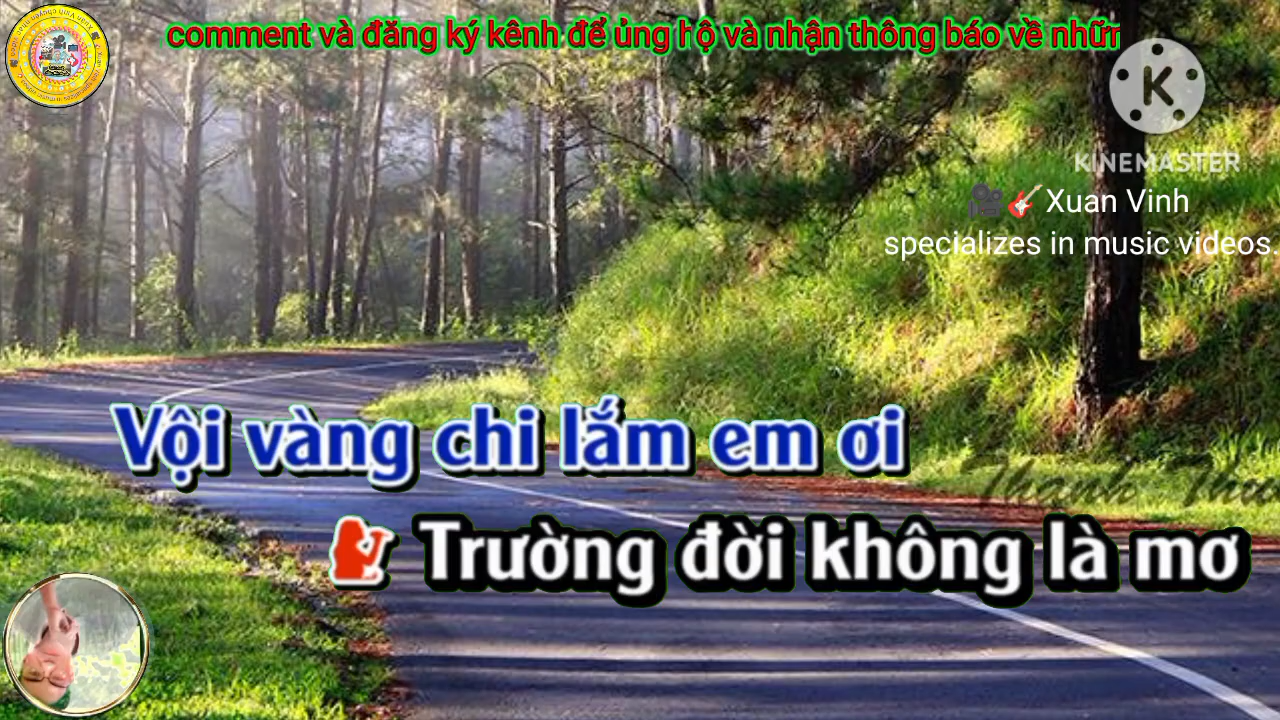 comment và đăng ký kênh để ủng hộ và nhận thông báo về nhữn
K
KINEMASTER
Xuan Vinh
specializes in music videos.
Vội vàng chi lắm em ơi
Trường đời không là mơ